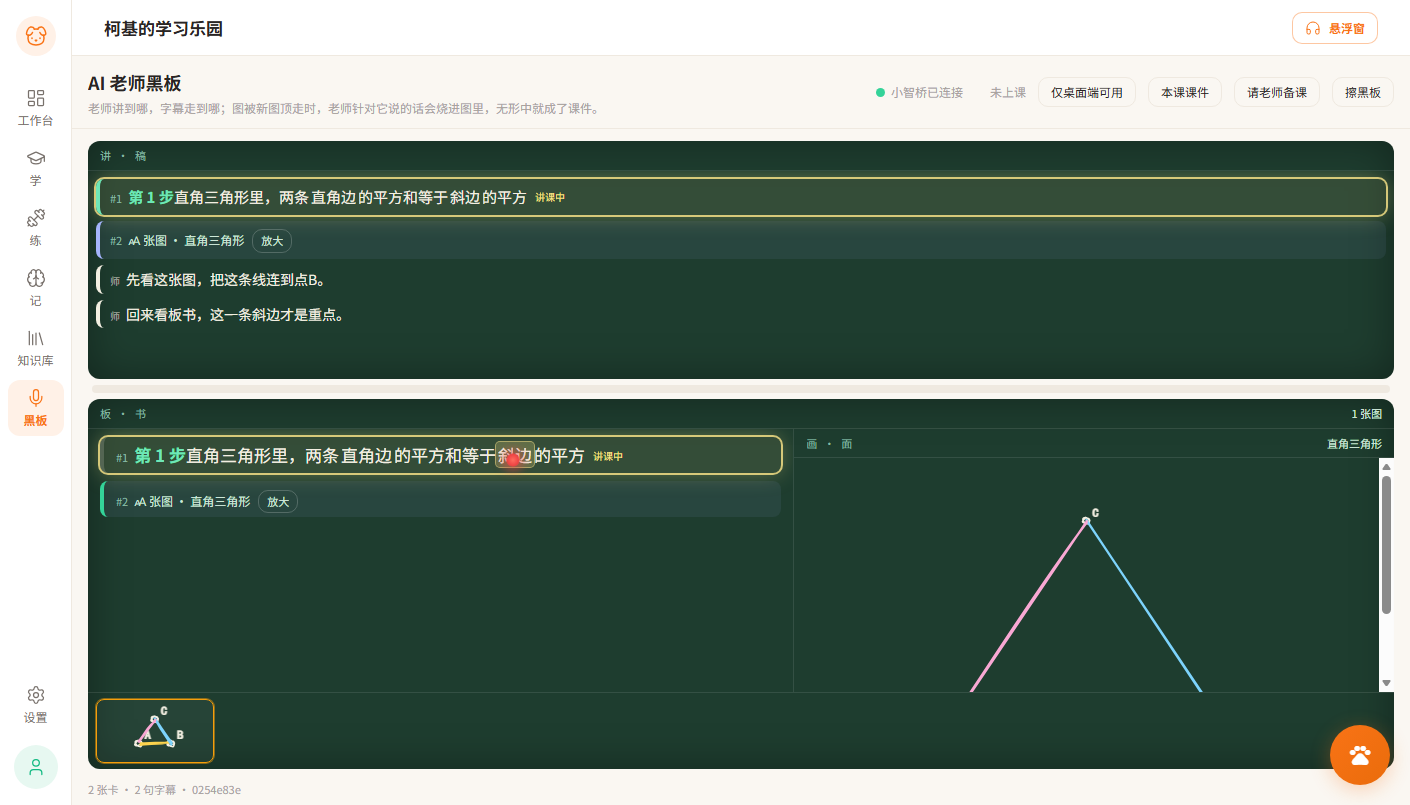 柯基的学习乐园
悬浮窗
工作台
学
练
记
知识库
黑板
设置
AI 老师黑板
老师讲到哪，字幕走到哪；图被新图顶走时，老师针对它说的话会烧进图里，无形中就成了课件。
小智桥已连接
未上课
仅桌面端可用
本课课件
请老师备课
擦黑板
讲 · 稿
#1 第 1 步直角三角形里，两条直角边的平方和等于斜边的平方 讲课中
#2 AA 张图 · 直角三角形 放大
师 先看这张图，把这条线连到点B。
师 回来看板书，这一条斜边才是重点。
板 · 书
1 张图
#1 第 1 步直角三角形里，两条直角边的平方和等于斜边的平方 讲课中
#2 AA 张图 · 直角三角形 放大
画 · 面
直角三角形
C
C
A
B
2 张卡 · 2 句字幕 · 0254e83e